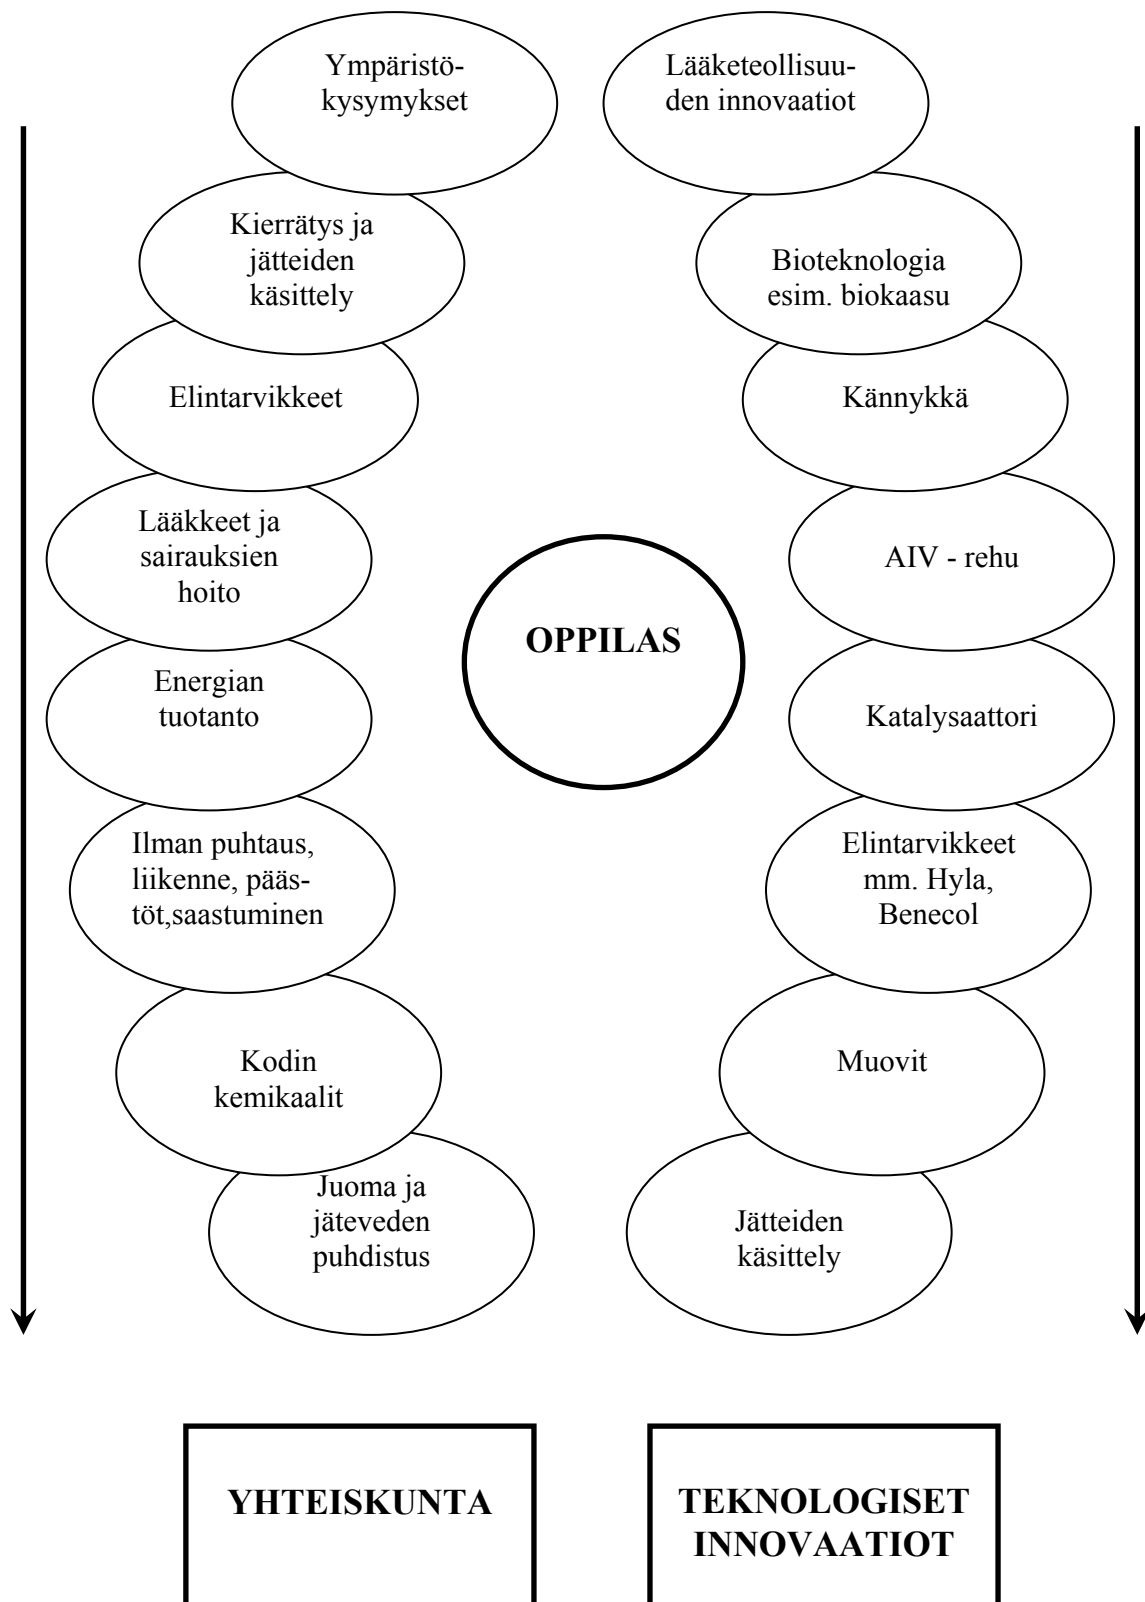 Ympäristö-
kysymykset
Lääketeollisuu-
den innovaatiot
Kierrätys ja
jätteiden
käsittely
Bioteknologia
esim. biokaasu
Elintarvikkeet
Kännykkä
Lääkkeet ja
sairauksien
hoito
AIV - rehu
OPPILAS
Energian
tuotanto
Katalysaattori
Ilman puhtaus,
liikenne, pääs-
töt,saastuminen
Elintarvikkeet
mm. Hyla,
Benecol
Kodin
kemikaalit
Muovit
Juoma ja
jäteveden
puhdistus
Jätteiden
käsittely
YHTEISKUNTA
TEKNOLOGISET
INNOVAATIOT